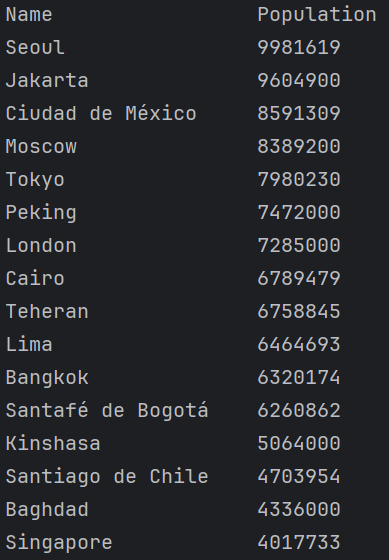 Name Population
Seoul 9981619
Jakarta 9604900
Ciudad de México 8591309
Moscow 8389200
Tokyo 7980230
Peking 7472000
London 7285000
Cairo 6789479
Teheran 6758845
Lima 6464693
Bangkok 6320174
Santafé de Bogotá 6260862
Kinshasa 5064000
Santiago de Chile 4703954
Baghdad 4336000
Singapore 4017733